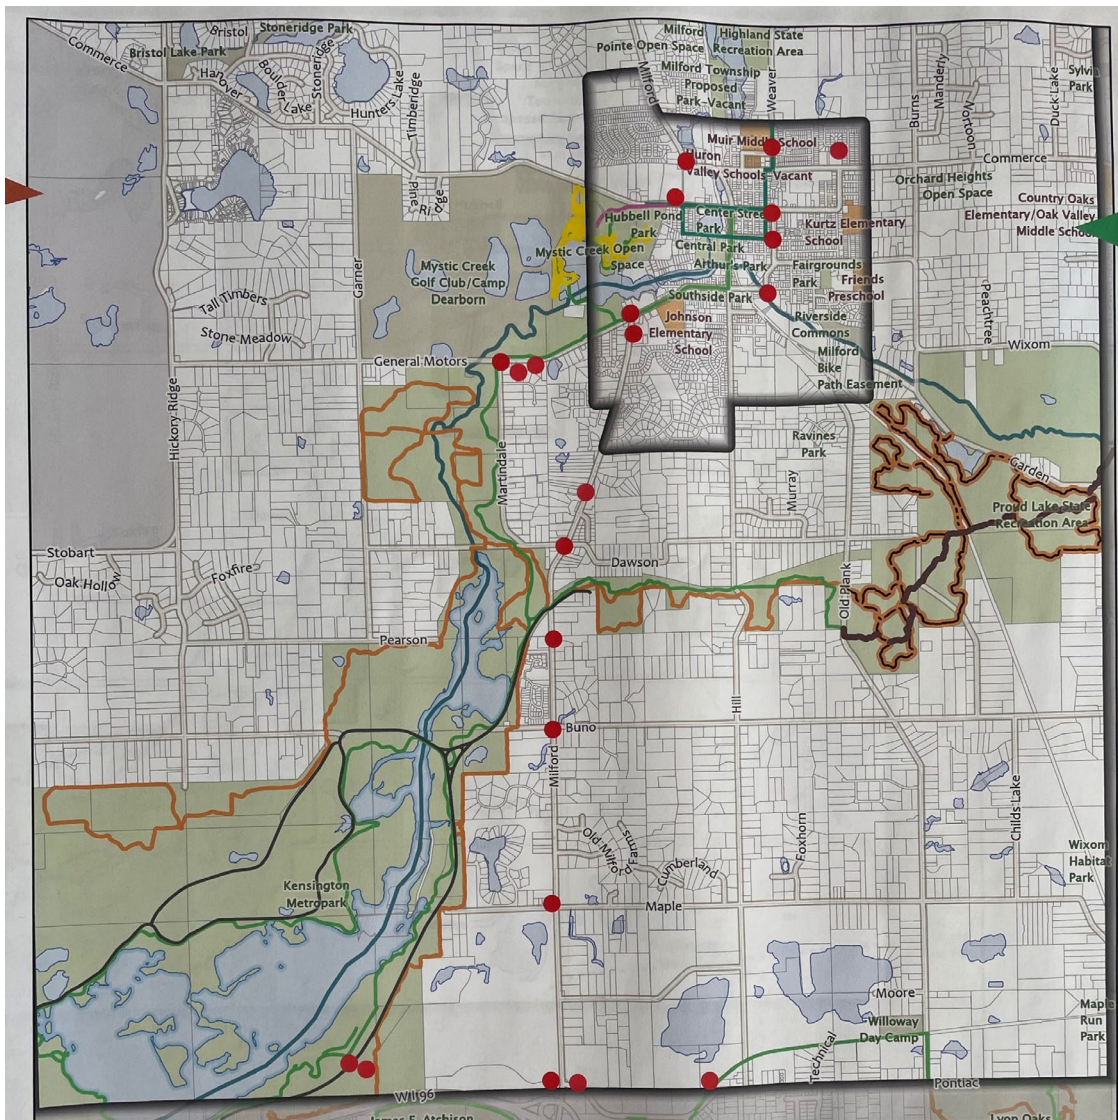 Commerce
Bristol
Stoneridge Park
Bristol Lake Park
Hanover
Boulder Lake
Stoneridge
Hunters Lake
Timberidge
Milford
Pointe Open Space
Highland State
Recreation Area
Milford Township
Proposed
Park-Vacant
Milford
Weaver
Burns
Manderly
Nortoon
Duck Lake
Park
Muir Middle School
Huron
Valley Schools-Vacant
Commerce
Orchard Heights
Open Space
Country Oaks
Elementary/Oak Valley
Middle School
Pine
Ridge
Hubbell Pond
Park
Center Street
Park
Kurtz Elementary
School
Mystic Creek Open
Space
Central Park
Arthur's Park
Mystic Creek
Golf Club/Camp
Dearborn
Garner
Fairgrounds
Park
Friends
Preschool
Southside Park
Tall Timbers
Stone Meadow
Johnson
Elementary
School
Riverside
Commons
Peachtree
Wixom
General Motors
Milford
Bike
Path Easement
Hickory Ridge
Martindale
Ravines
Park
Murray
Garden
Proud Lake State
Recreation Area
Stobart
Oak Hollow
Foxfire
Dawson
Old Plank
Pearson
Hill
Buno
Milford
Childs Lake
Old Milford
Farms
Cumberland
Foxhorn
Wixom
Habitat
Park
Kensington
Metropark
Maple
Moore
Willoway
Day Camp
Technical
Maple
Run
Park
W I 96
Pontiac
James F. Atchison
Lyon Oaks